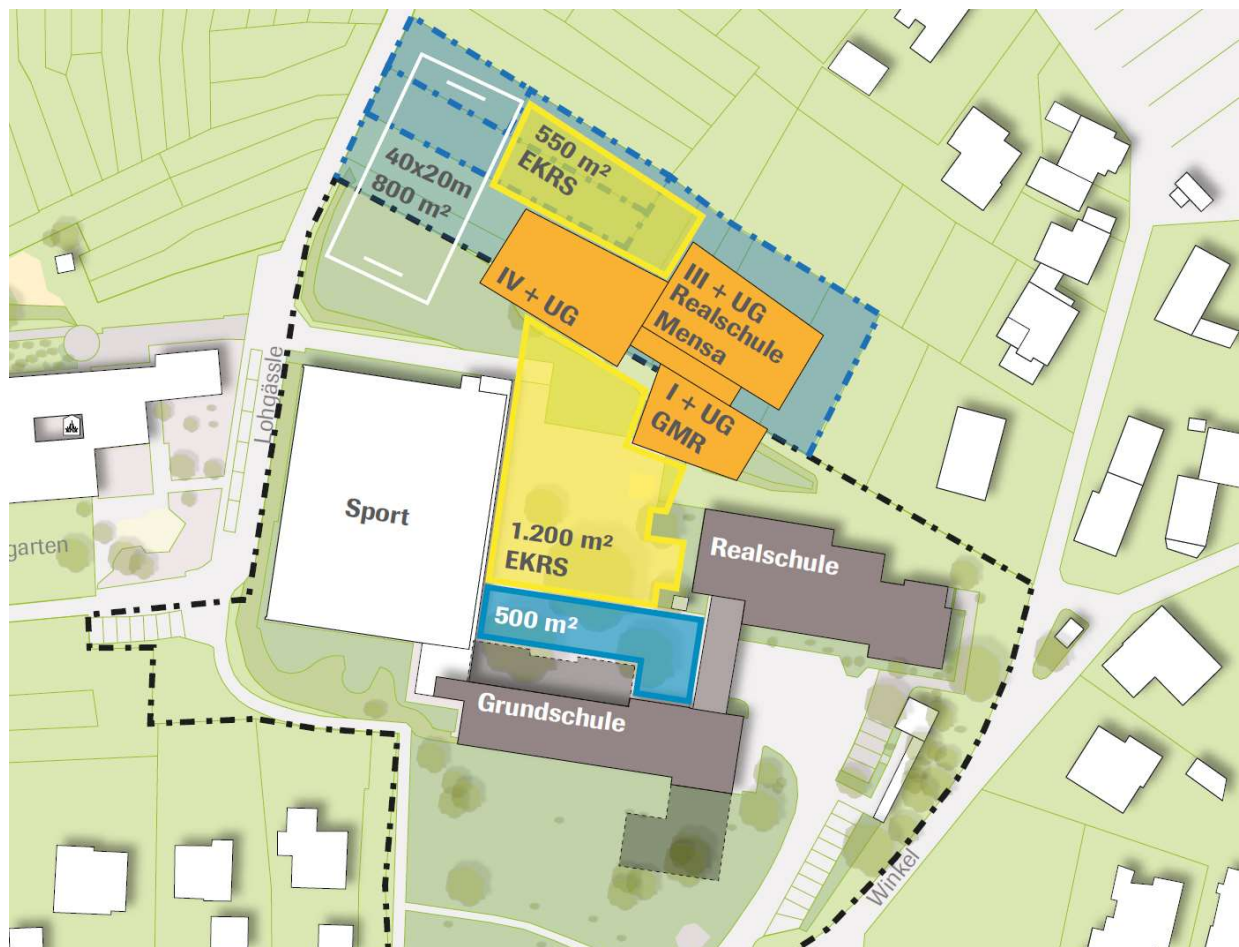 550 m²
EKRS
40x20m
800 m²
IV + UG
III + UG
Realschule
Mensa
I + UG
GMR
Lohgässle
Sport
garten
1.200 m²
EKRS
Realschule
500 m²
Grundschule
Winkel